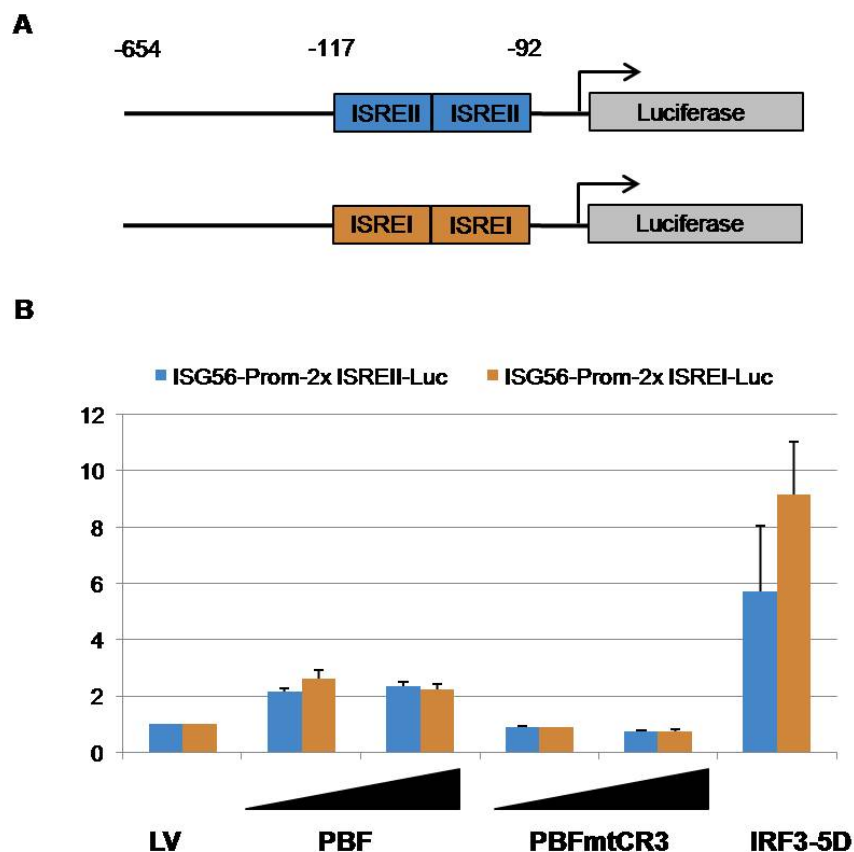 A
-654 -117 -92
ISREII ISREII Luciferase
ISREI ISREI Luciferase
B
ISG56-Prom-2x ISREII-Luc ISG56-Prom-2x ISREI-Luc
12
10
8
6
4
2
0
LV PBF PBFmtCR3 IRF3-5D